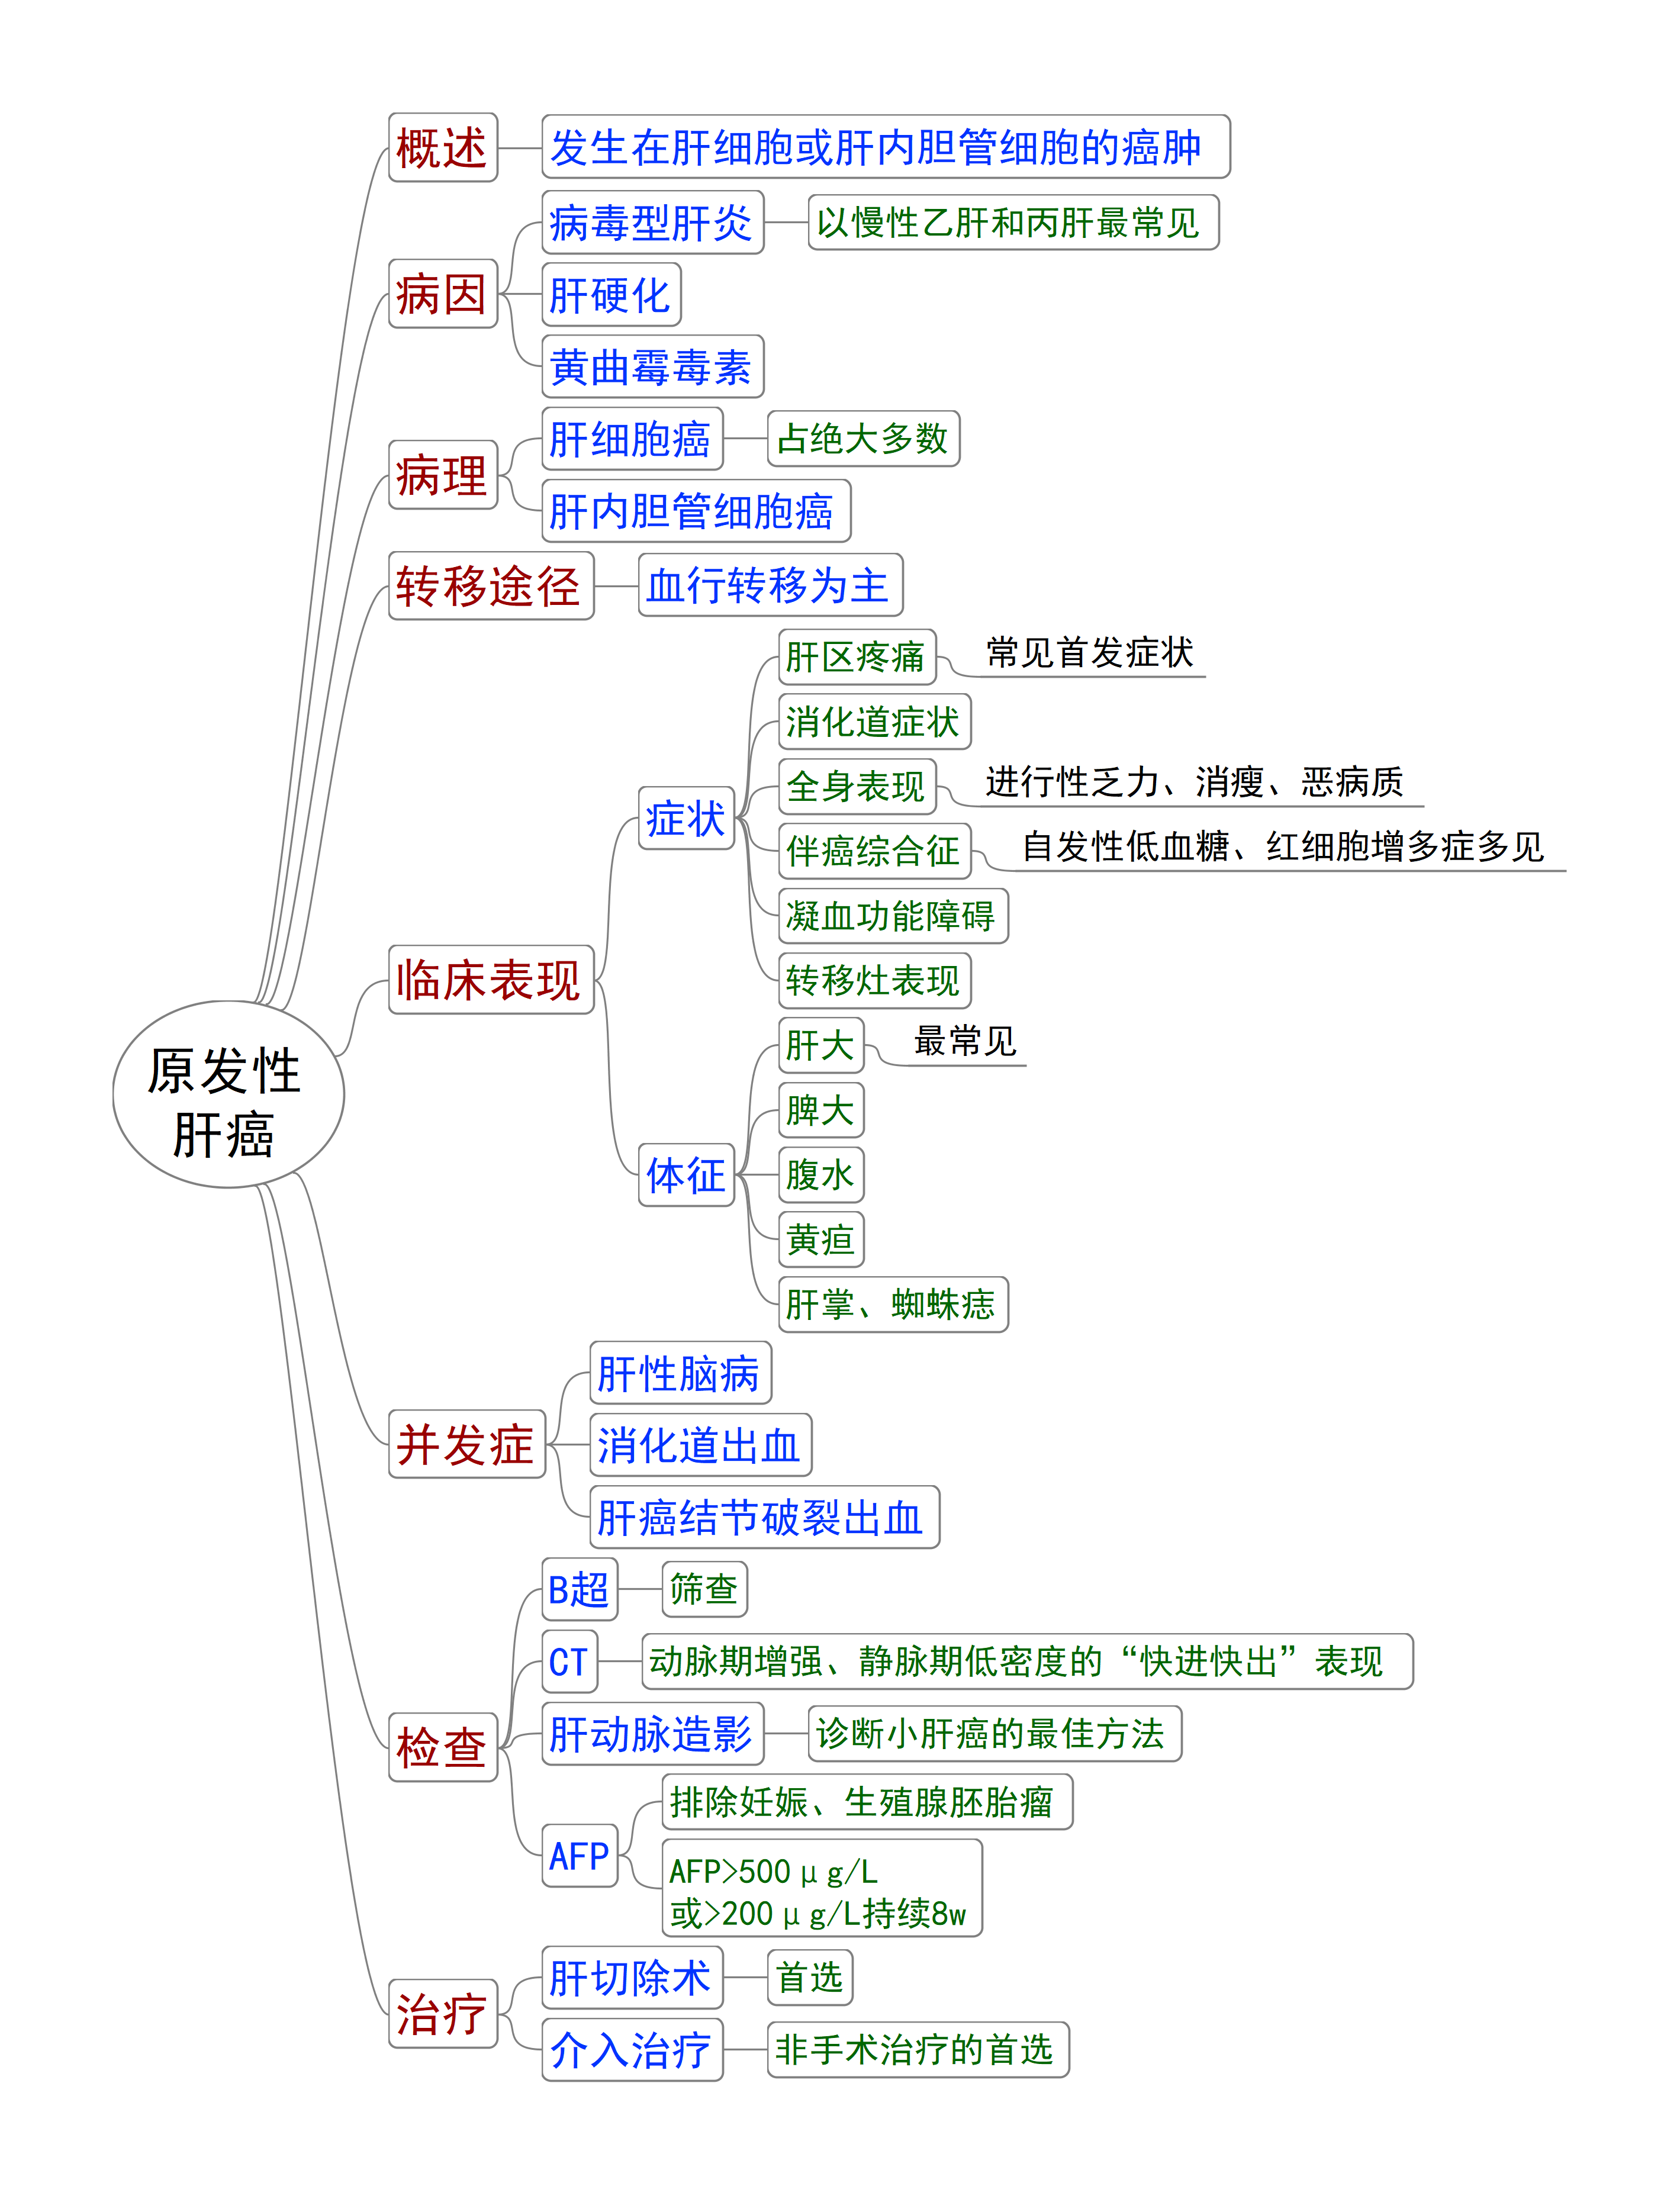 概述
发生在肝细胞或肝内胆管细胞的癌肿
病因
病毒型肝炎
以慢性乙肝和丙肝最常见
肝硬化
黄曲霉毒素
病理
肝细胞癌
占绝大多数
肝内胆管细胞癌
转移途径
血行转移为主
原发性
肝癌
临床表现
症状
肝区疼痛
常见首发症状
消化道症状
全身表现
进行性乏力、消瘦、恶病质
伴癌综合征
自发性低血糖、红细胞增多症多见
凝血功能障碍
转移灶表现
体征
肝大
最常见
脾大
腹水
黄疸
肝掌、蜘蛛痣
并发症
肝性脑病
消化道出血
肝癌结节破裂出血
检查
B超
筛查
CT
动脉期增强、静脉期低密度的“快进快出”表现
肝动脉造影
诊断小肝癌的最佳方法
AFP
排除妊娠、生殖腺胚胎瘤
AFP>500μg/L
或>200μg/L持续8w
治疗
肝切除术
首选
介入治疗
非手术治疗的首选